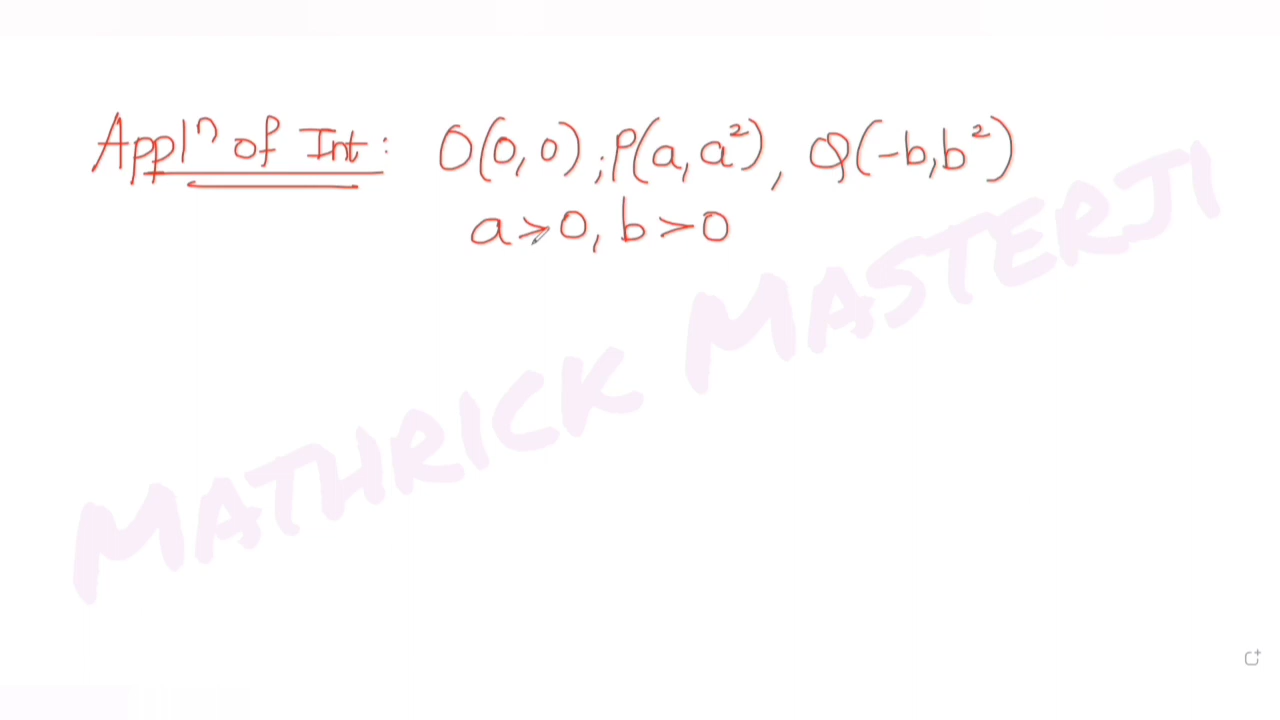 Appl^n of Int : O(0,0) ; P(a, a²), Q(-b, b²)
a > 0, b > 0
MATHRICK MASTERJI